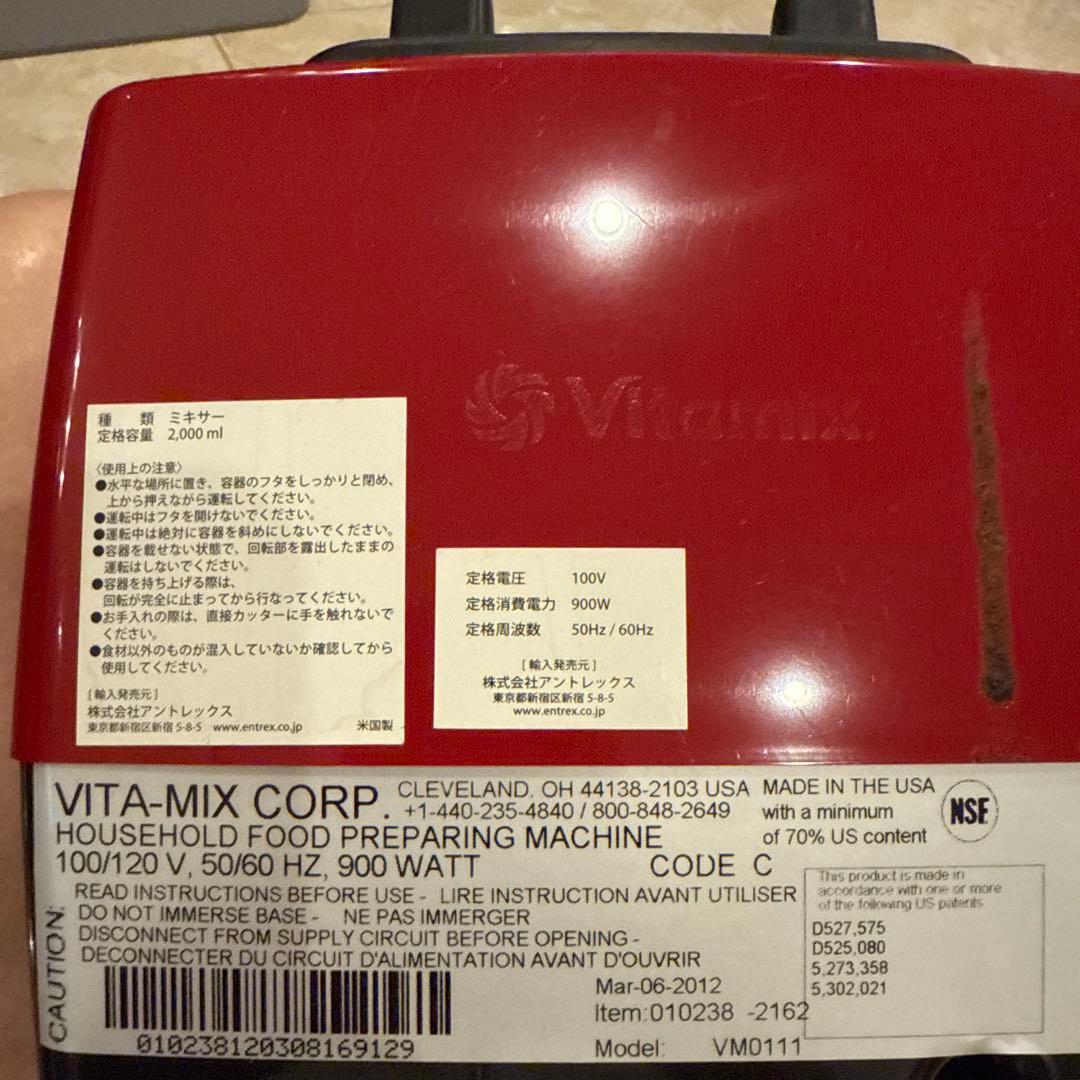 Vitamix
種 類 ミキサー
定格容量 2,000 ml
〈使用上の注意〉
●水平な場所に置き、容器のフタをしっかりと閉め、
上から押えながら運転してください。
●運転中はフタを開けないでください。
●運転中は絶対に容器を斜めにしないでください。
●容器を載せない状態で、回転部を露出したままの
運転はしないでください。
●容器を持ち上げる際は、
回転が完全に止まってから行なってください。
●お手入れの際は、直接カッターに手を触れないで
ください。
●食材以外のものが混入していないか確認してから
使用してください。
[ 輸入発売元 ]
株式会社アントレックス
東京都新宿区新宿 5-8-5 www.entrex.co.jp 米国製
定格電圧 100V
定格消費電力 900W
定格周波数 50Hz / 60Hz
[ 輸入発売元 ]
株式会社アントレックス
東京都新宿区新宿 5-8-5
www.entrex.co.jp
VITA-MIX CORP. CLEVELAND, OH 44138-2103 USA
+1-440-235-4840 / 800-848-2649
HOUSEHOLD FOOD PREPARING MACHINE
100/120 V, 50/60 HZ, 900 WATT CODE C
MADE IN THE USA
with a minimum
of 70% US content
NSF
CAUTION:
READ INSTRUCTIONS BEFORE USE - LIRE INSTRUCTION AVANT UTILISER
DO NOT IMMERSE BASE - NE PAS IMMERGER
DISCONNECT FROM SUPPLY CIRCUIT BEFORE OPENING -
DECONNECTER DU CIRCUIT D'ALIMENTATION AVANT D'OUVRIR
This product is made in
accordance with one or more
of the following US patents
D527,575
D525,080
5,273,358
5,302,021
010238120308169129
Mar-06-2012
Item:010238 -2162
Model: VM0111